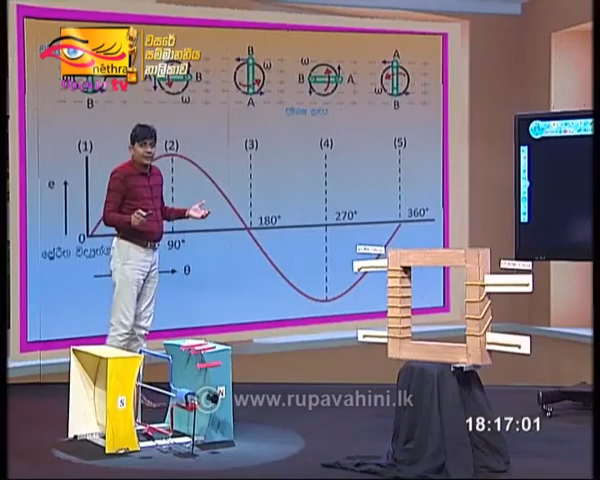 nethra
TV
වසරේ
සම්මානනීය
නාලිකාව
B
A
B
ω
B
ω
A
ω
B
A
A
ω
B
(1)
(2)
(3)
(4)
(5)
e
0
90°
180°
270°
360°
θ
S
© www.rupavahini.lk
18:17:01